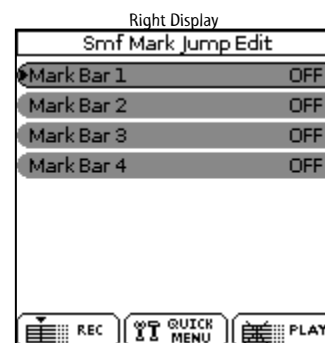 Right Display
Smf Mark Jump Edit
Mark Bar 1 OFF
Mark Bar 2 OFF
Mark Bar 3 OFF
Mark Bar 4 OFF
REC QUICK MENU PLAY